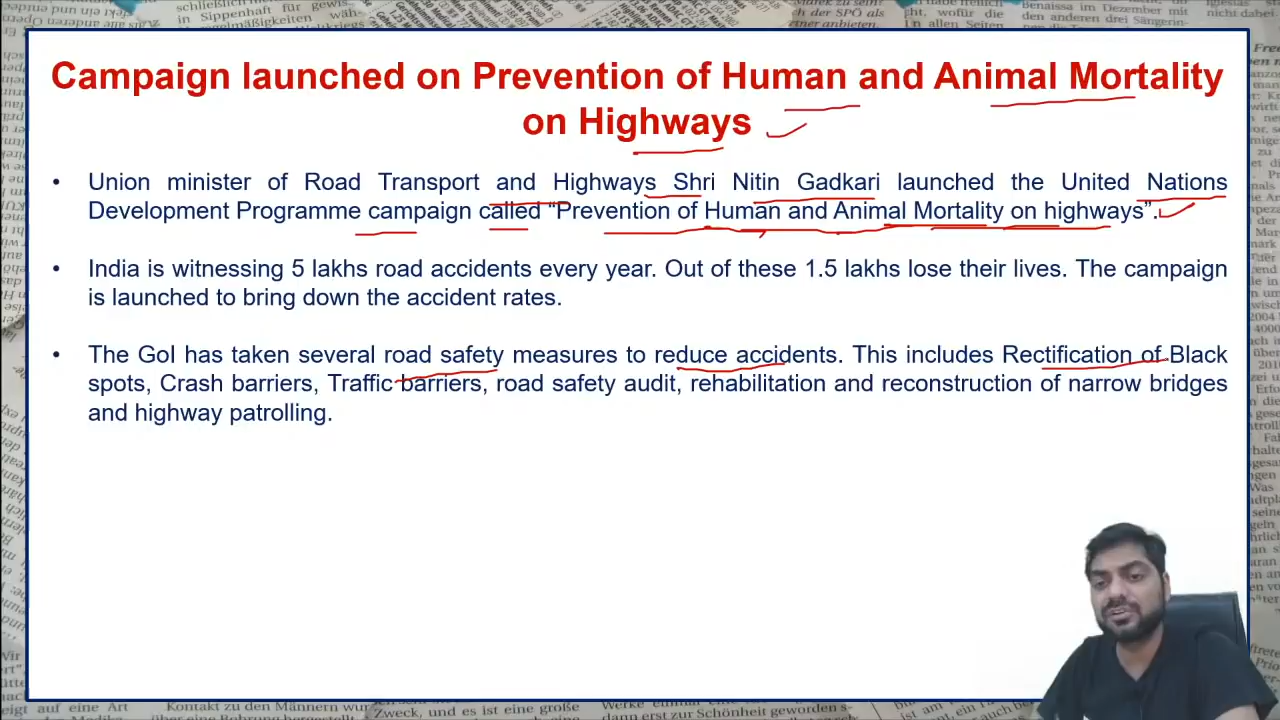 Campaign launched on Prevention of Human and Animal Mortality
on Highways
• Union minister of Road Transport and Highways Shri Nitin Gadkari launched the United Nations
Development Programme campaign called “Prevention of Human and Animal Mortality on highways”.
• India is witnessing 5 lakhs road accidents every year. Out of these 1.5 lakhs lose their lives. The campaign
is launched to bring down the accident rates.
• The GoI has taken several road safety measures to reduce accidents. This includes Rectification of Black
spots, Crash barriers, Traffic barriers, road safety audit, rehabilitation and reconstruction of narrow bridges
and highway patrolling.